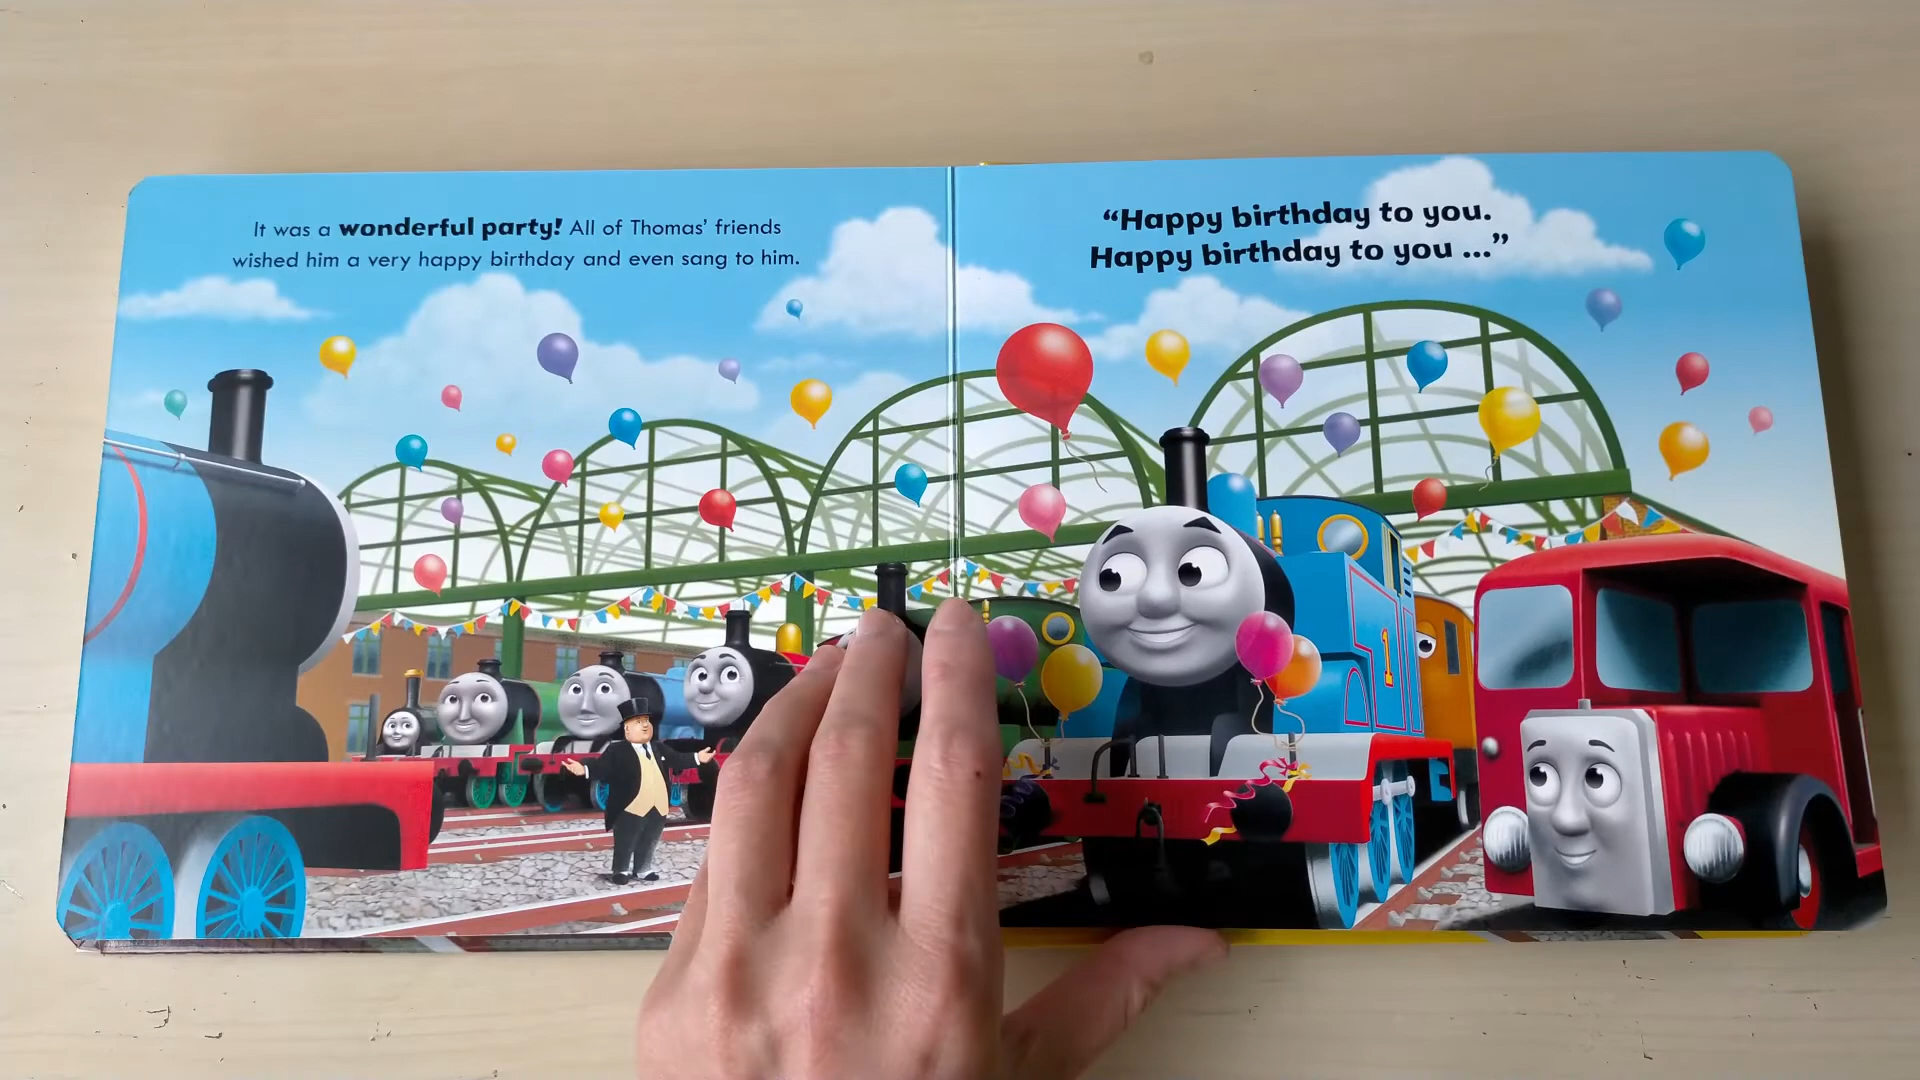 It was a wonderful party! All of Thomas’ friends
wished him a very happy birthday and even sang to him.
“Happy birthday to you.
Happy birthday to you ...”
1